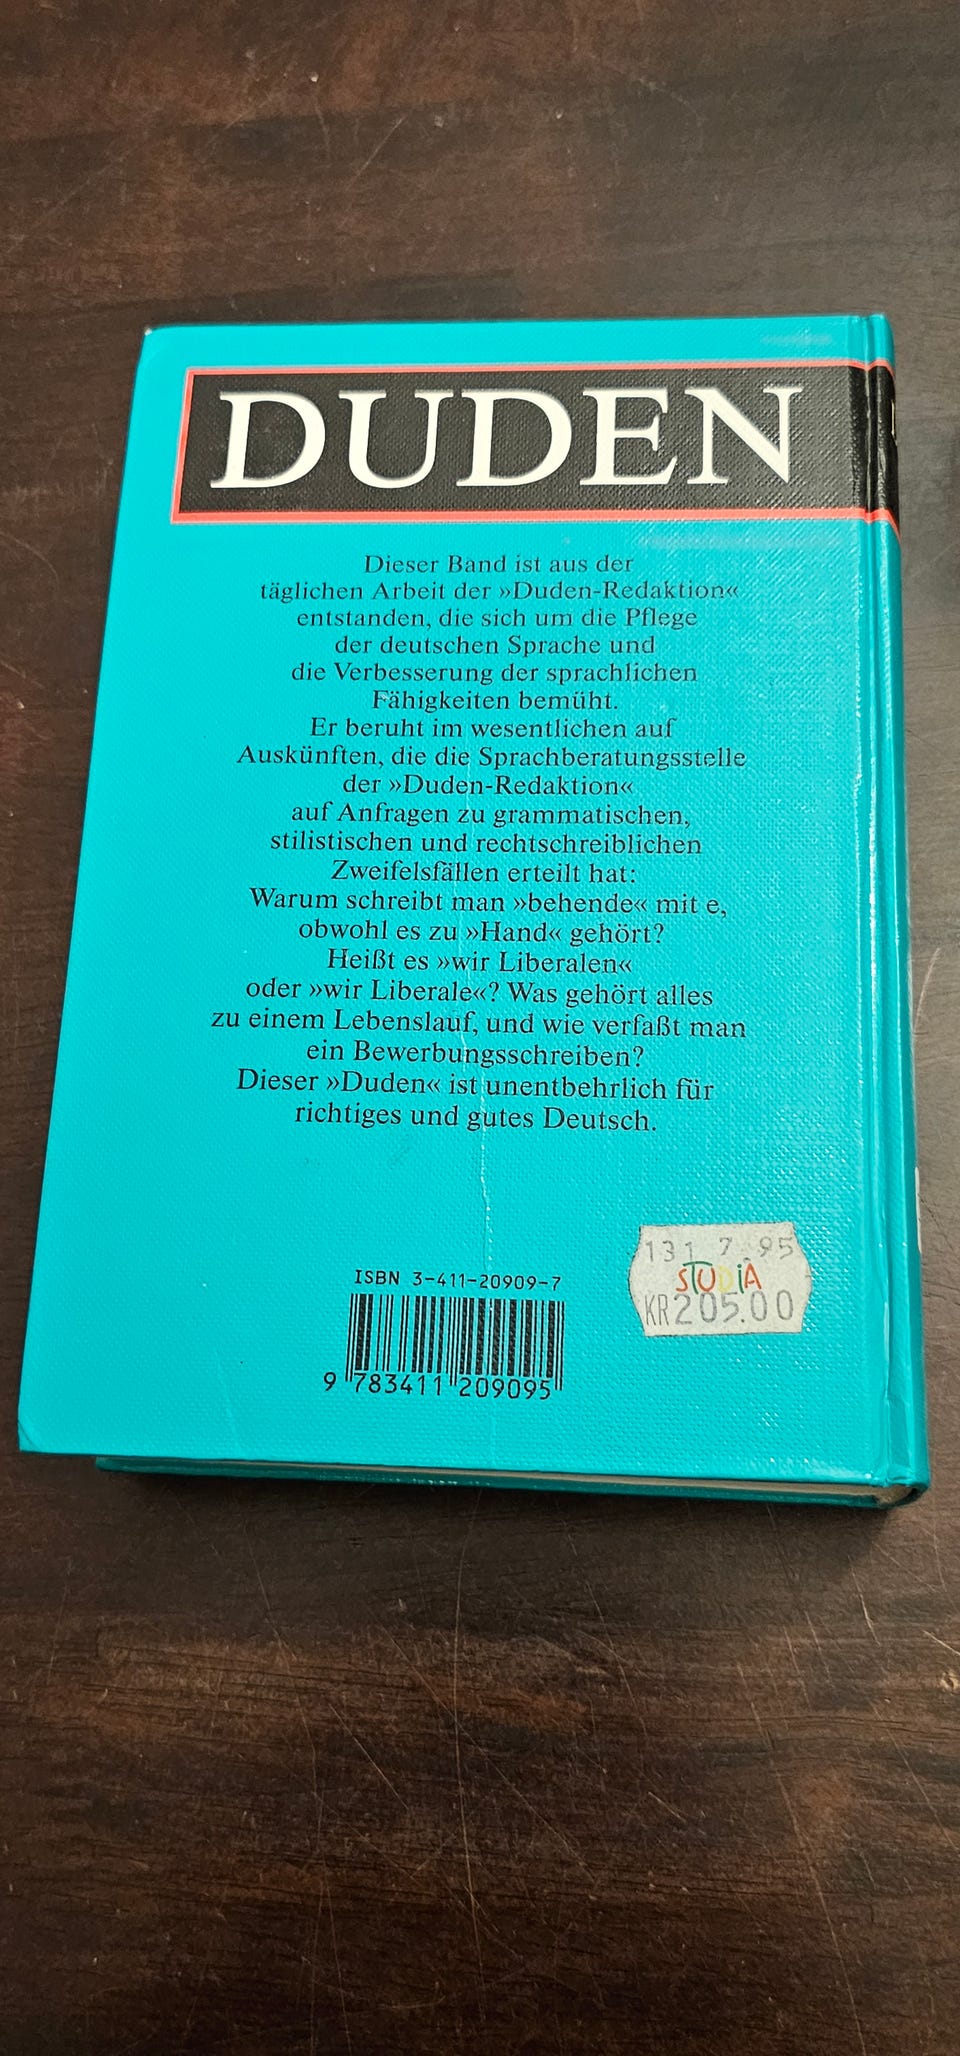 DUDEN
Dieser Band ist aus der
täglichen Arbeit der »Duden-Redaktion«
entstanden, die sich um die Pflege
der deutschen Sprache und
die Verbesserung der sprachlichen
Fähigkeiten bemüht.
Er beruht im wesentlichen auf
Auskünften, die die Sprachberatungsstelle
der »Duden-Redaktion«
auf Anfragen zu grammatischen,
stilistischen und rechtschreiblichen
Zweifelsfällen erteilt hat:
Warum schreibt man »behende« mit e,
obwohl es zu »Hand« gehört?
Heißt es »wir Liberalen«
oder »wir Liberale«? Was gehört alles
zu einem Lebenslauf, und wie verfaßt man
ein Bewerbungsschreiben?
Dieser »Duden« ist unentbehrlich für
richtiges und gutes Deutsch.
131 7 95
STUDiA
KR 205.00
ISBN 3-411-20909-7
9 783411 209095